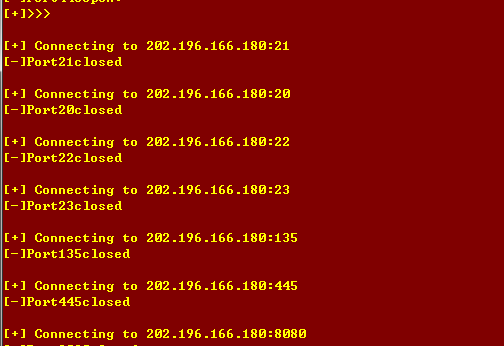 [+]>>>
[+] Connecting to 202.196.166.180:21
[-]Port21closed
[+] Connecting to 202.196.166.180:20
[-]Port20closed
[+] Connecting to 202.196.166.180:22
[-]Port22closed
[+] Connecting to 202.196.166.180:23
[-]Port23closed
[+] Connecting to 202.196.166.180:135
[-]Port135closed
[+] Connecting to 202.196.166.180:445
[-]Port445closed
[+] Connecting to 202.196.166.180:8080